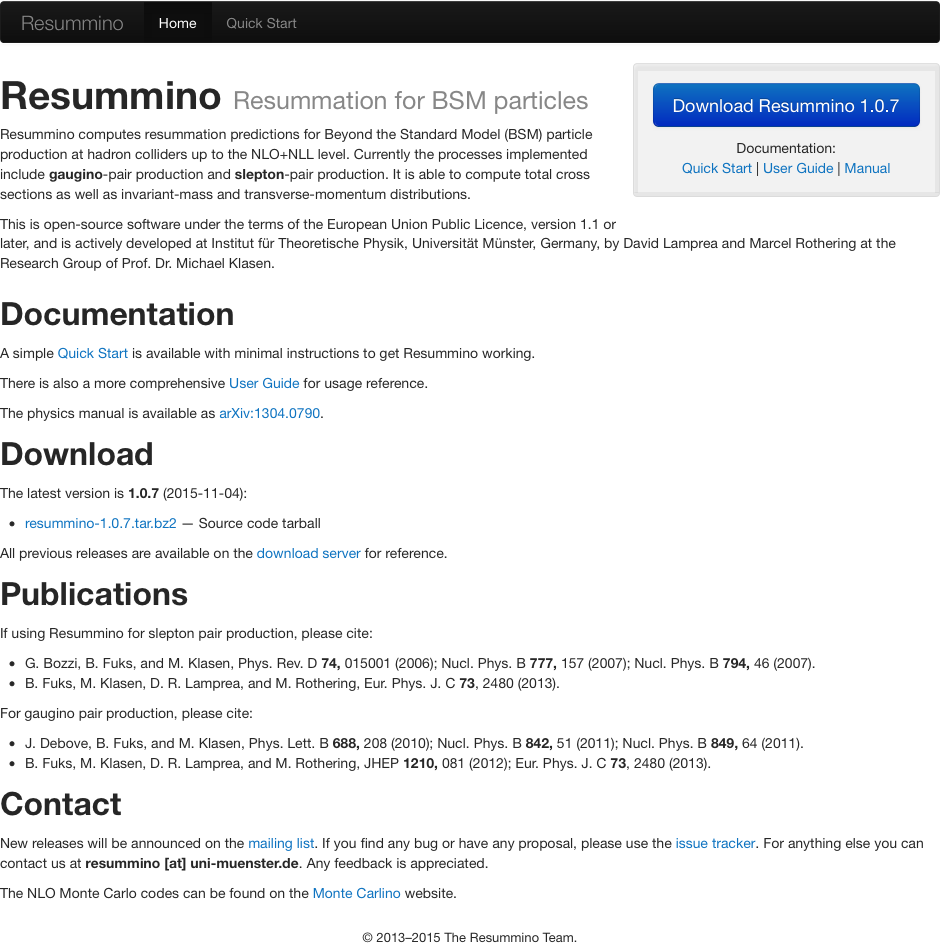 Resummino Home Quick Start
Resummino Resummation for BSM particles
Download Resummino 1.0.7
Documentation:
Quick Start | User Guide | Manual
Resummino computes resummation predictions for Beyond the Standard Model (BSM) particle
production at hadron colliders up to the NLO+NLL level. Currently the processes implemented
include gaugino-pair production and slepton-pair production. It is able to compute total cross
sections as well as invariant-mass and transverse-momentum distributions.
This is open-source software under the terms of the European Union Public Licence, version 1.1 or
later, and is actively developed at Institut für Theoretische Physik, Universität Münster, Germany, by David Lamprea and Marcel Rothering at the
Research Group of Prof. Dr. Michael Klasen.
Documentation
A simple Quick Start is available with minimal instructions to get Resummino working.
There is also a more comprehensive User Guide for usage reference.
The physics manual is available as arXiv:1304.0790.
Download
The latest version is 1.0.7 (2015-11-04):
• resummino-1.0.7.tar.bz2 — Source code tarball
All previous releases are available on the download server for reference.
Publications
If using Resummino for slepton pair production, please cite:
• G. Bozzi, B. Fuks, and M. Klasen, Phys. Rev. D 74, 015001 (2006); Nucl. Phys. B 777, 157 (2007); Nucl. Phys. B 794, 46 (2007).
• B. Fuks, M. Klasen, D. R. Lamprea, and M. Rothering, Eur. Phys. J. C 73, 2480 (2013).
For gaugino pair production, please cite:
• J. Debove, B. Fuks, and M. Klasen, Phys. Lett. B 688, 208 (2010); Nucl. Phys. B 842, 51 (2011); Nucl. Phys. B 849, 64 (2011).
• B. Fuks, M. Klasen, D. R. Lamprea, and M. Rothering, JHEP 1210, 081 (2012); Eur. Phys. J. C 73, 2480 (2013).
Contact
New releases will be announced on the mailing list. If you find any bug or have any proposal, please use the issue tracker. For anything else you can
contact us at resummino [at] uni-muenster.de. Any feedback is appreciated.
The NLO Monte Carlo codes can be found on the Monte Carlino website.
© 2013–2015 The Resummino Team.